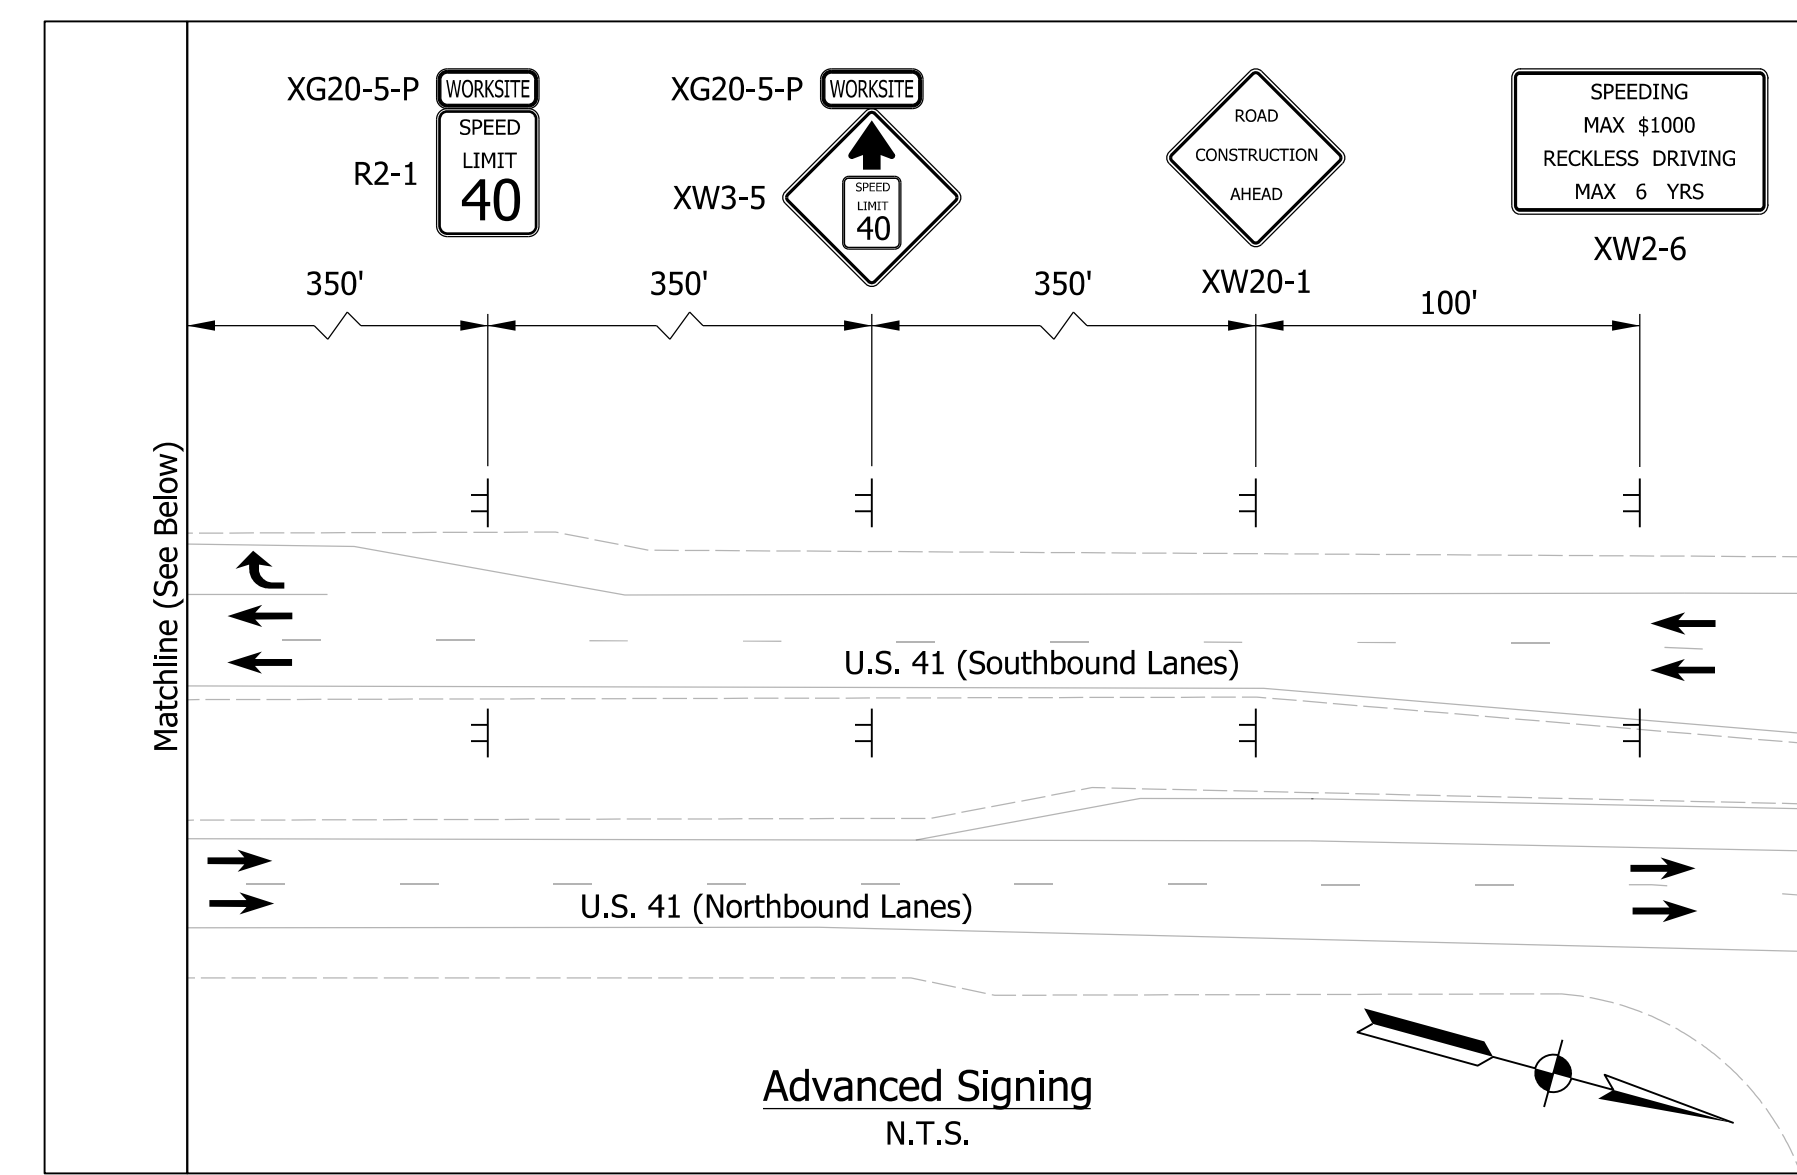 XG20-5-P
WORKSITE
R2-1
SPEED
LIMIT
40
XG20-5-P
WORKSITE
XW3-5
SPEED
LIMIT
40
ROAD
CONSTRUCTION
AHEAD
XW20-1
SPEEDING
MAX $1000
RECKLESS DRIVING
MAX 6 YRS
XW2-6
350'
350'
350'
100'
Matchline (See Below)
U.S. 41 (Southbound Lanes)
U.S. 41 (Northbound Lanes)
Advanced Signing
N.T.S.